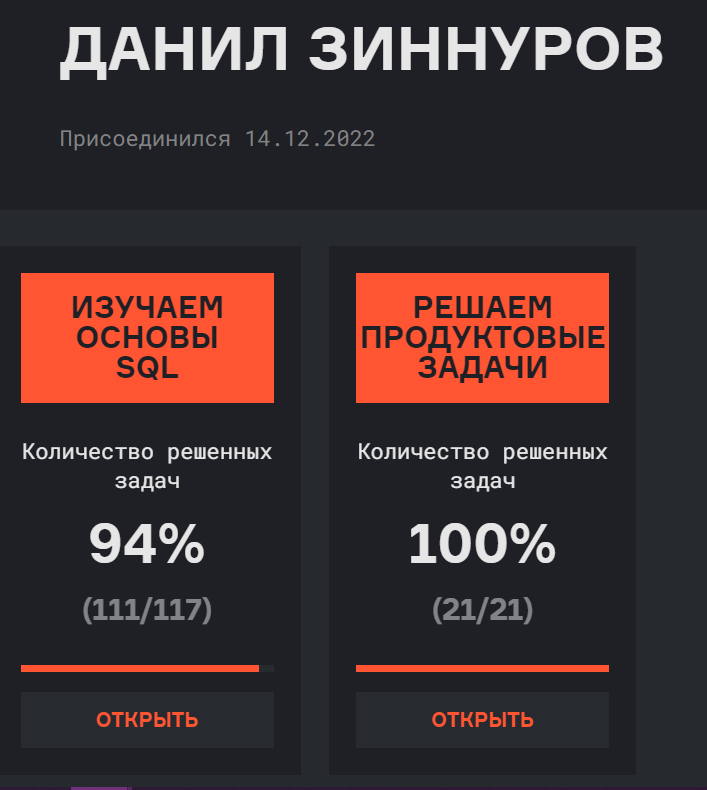 ДАНИЛ ЗИННУРОВ
Присоединился 14.12.2022
ИЗУЧАЕМ
ОСНОВЫ
SQL
Количество решенных
задач
94%
(111/117)
ОТКРЫТЬ
РЕШАЕМ
ПРОДУКТОВЫЕ
ЗАДАЧИ
Количество решенных
задач
100%
(21/21)
ОТКРЫТЬ